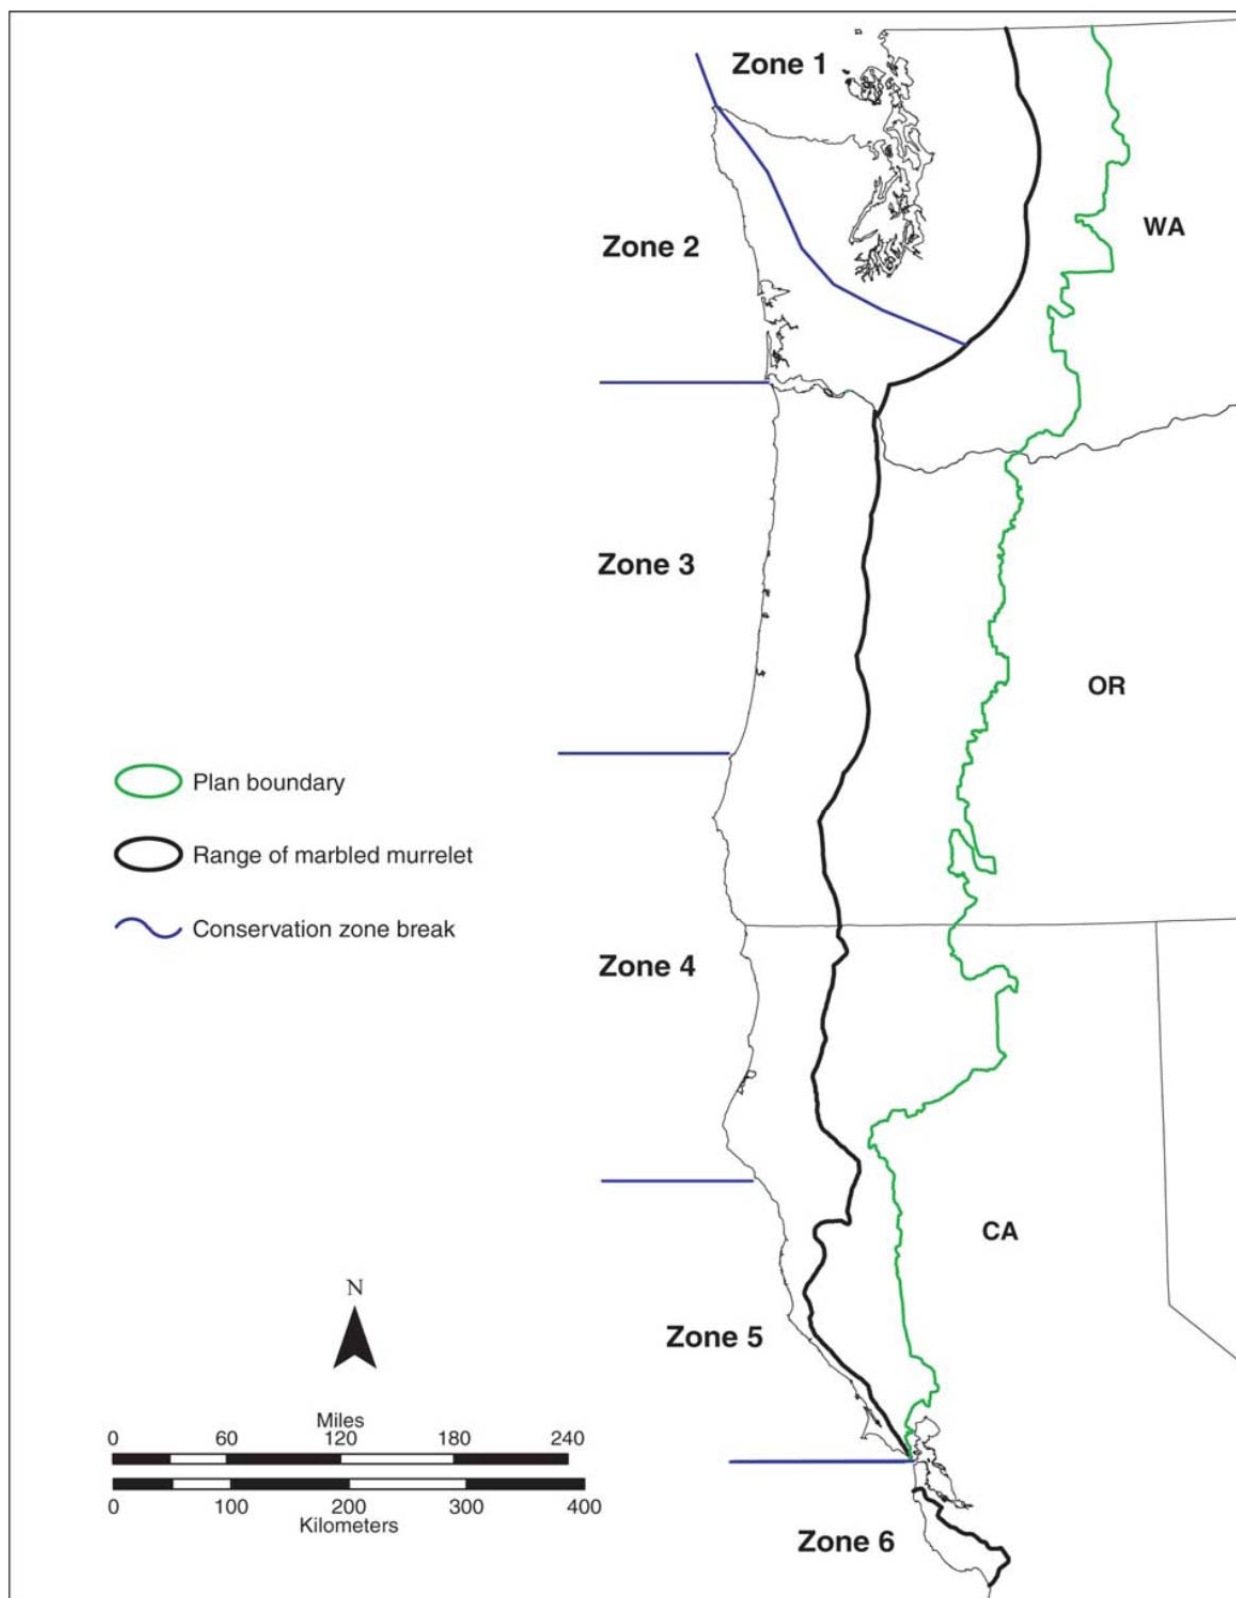 Zone 1
WA
Zone 2
Zone 3
OR
Plan boundary
Range of marbled murrelet
Conservation zone break
Zone 4
CA
N
Zone 5
Miles
0 60 120 180 240
0 100 200 300 400
Kilometers
Zone 6